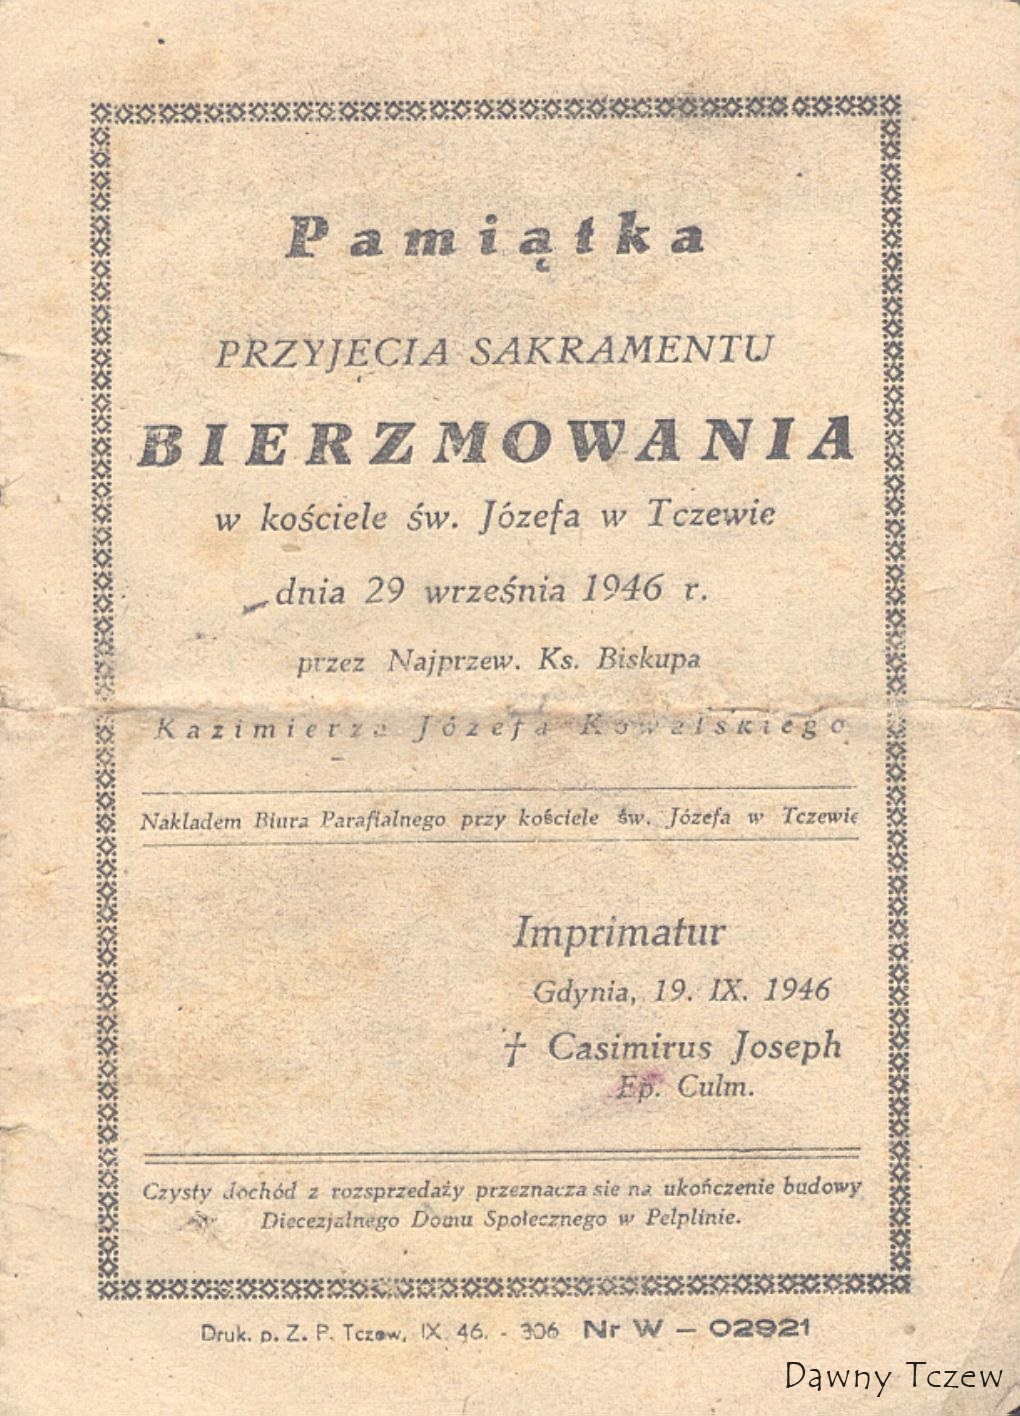 Pamiątka
PRZYJĘCIA SAKRAMENTU
BIERZMOWANIA
w kościele św. Józefa w Tczewie
dnia 29 września 1946 r.
przez Najprzew. Ks. Biskupa
Kazimierza Józefa Kowalskiego
Nakładem Biura Parafialnego przy kościele św. Józefa w Tczewie
Imprimatur
Gdynia, 19. IX. 1946
† Casimirus Joseph
Ep. Culm.
Czysty dochód z rozsprzedaży przeznacza sie na ukończenie budowy
Diecezjalnego Domu Społecznego w Pelplinie.
Druk. p. Z. P. Tczew, IX 46. - 306 Nr W — 02921
Dawny Tczew